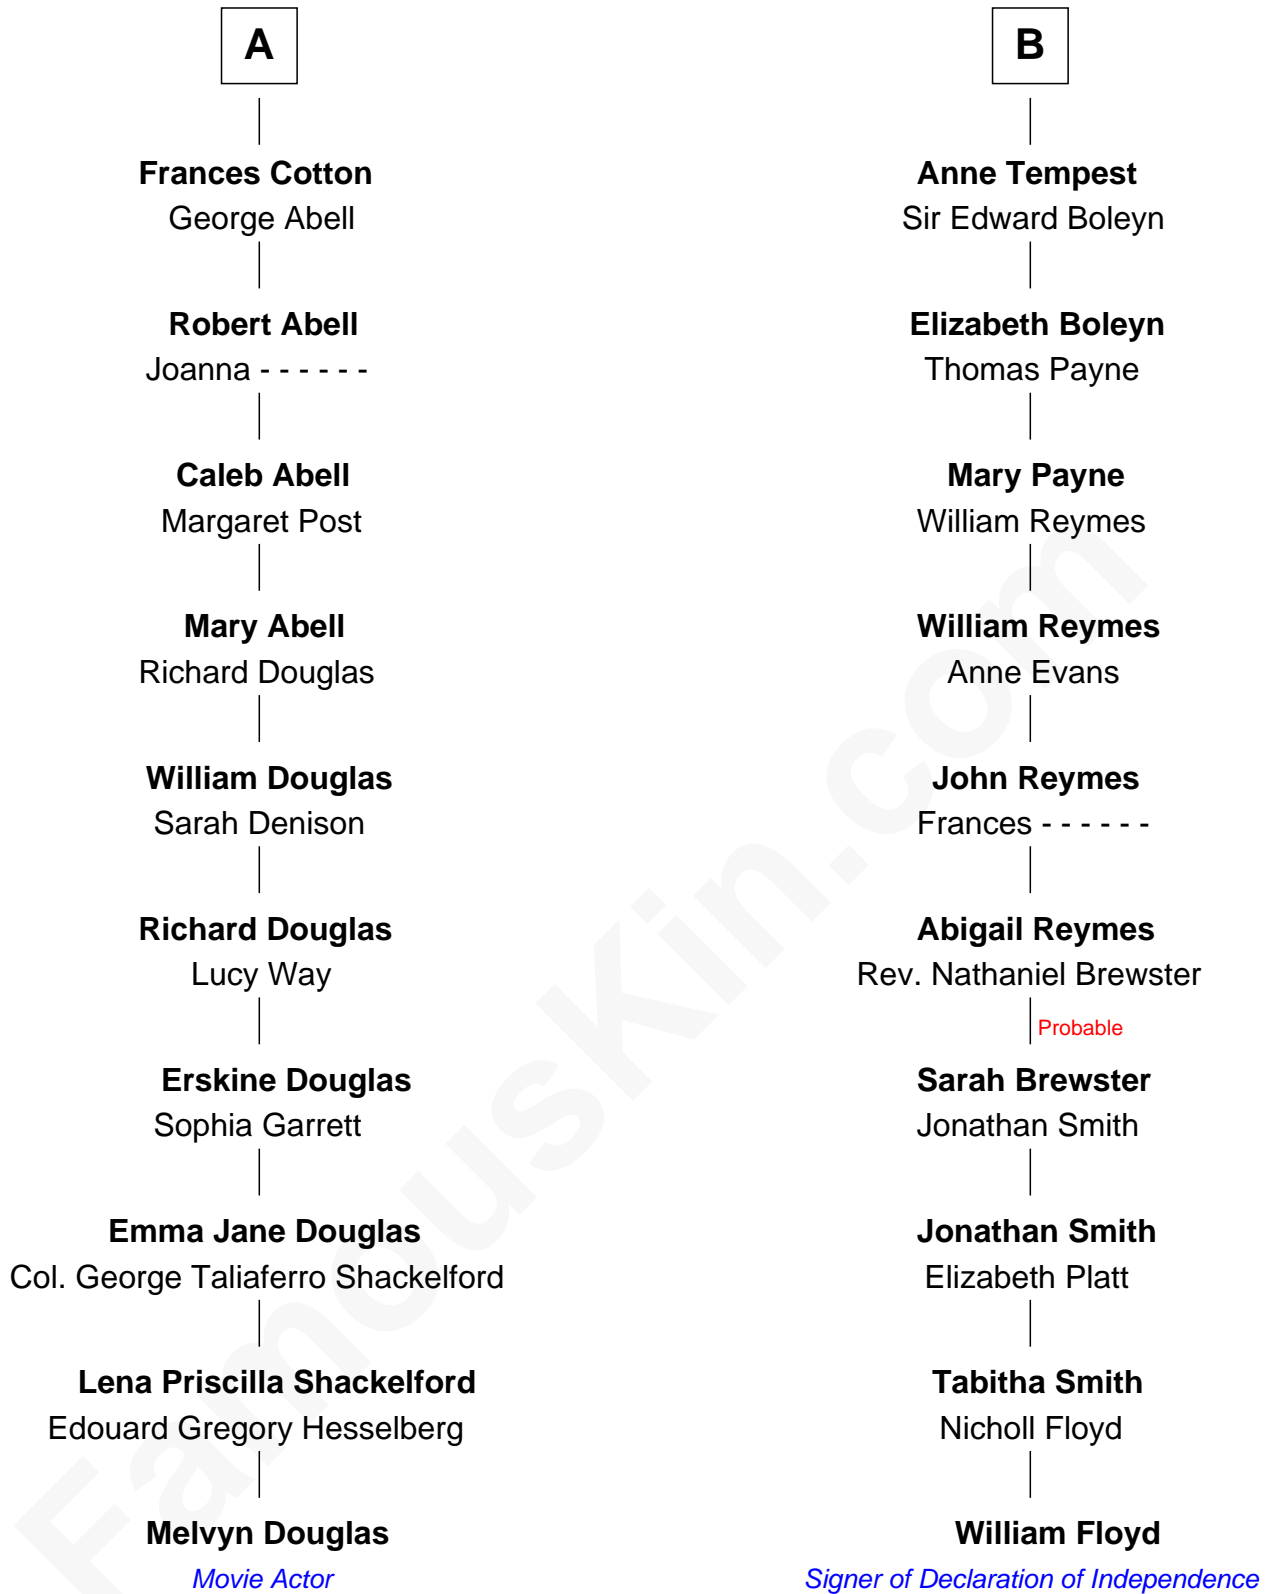 A
Frances Cotton
George Abell
Robert Abell
Joanna - - - - - -
Caleb Abell
Margaret Post
Mary Abell
Richard Douglas
William Douglas
Sarah Denison
Richard Douglas
Lucy Way
Erskine Douglas
Sophia Garrett
Emma Jane Douglas
Col. George Taliaferro Shackelford
Lena Priscilla Shackelford
Edouard Gregory Hesselberg
Melvyn Douglas
Movie Actor
B
Anne Tempest
Sir Edward Boleyn
Elizabeth Boleyn
Thomas Payne
Mary Payne
William Reymes
William Reymes
Anne Evans
John Reymes
Frances - - - - - -
Abigail Reymes
Rev. Nathaniel Brewster
Probable
Sarah Brewster
Jonathan Smith
Jonathan Smith
Elizabeth Platt
Tabitha Smith
Nicholl Floyd
William Floyd
Signer of Declaration of Independence
FamousKin.com